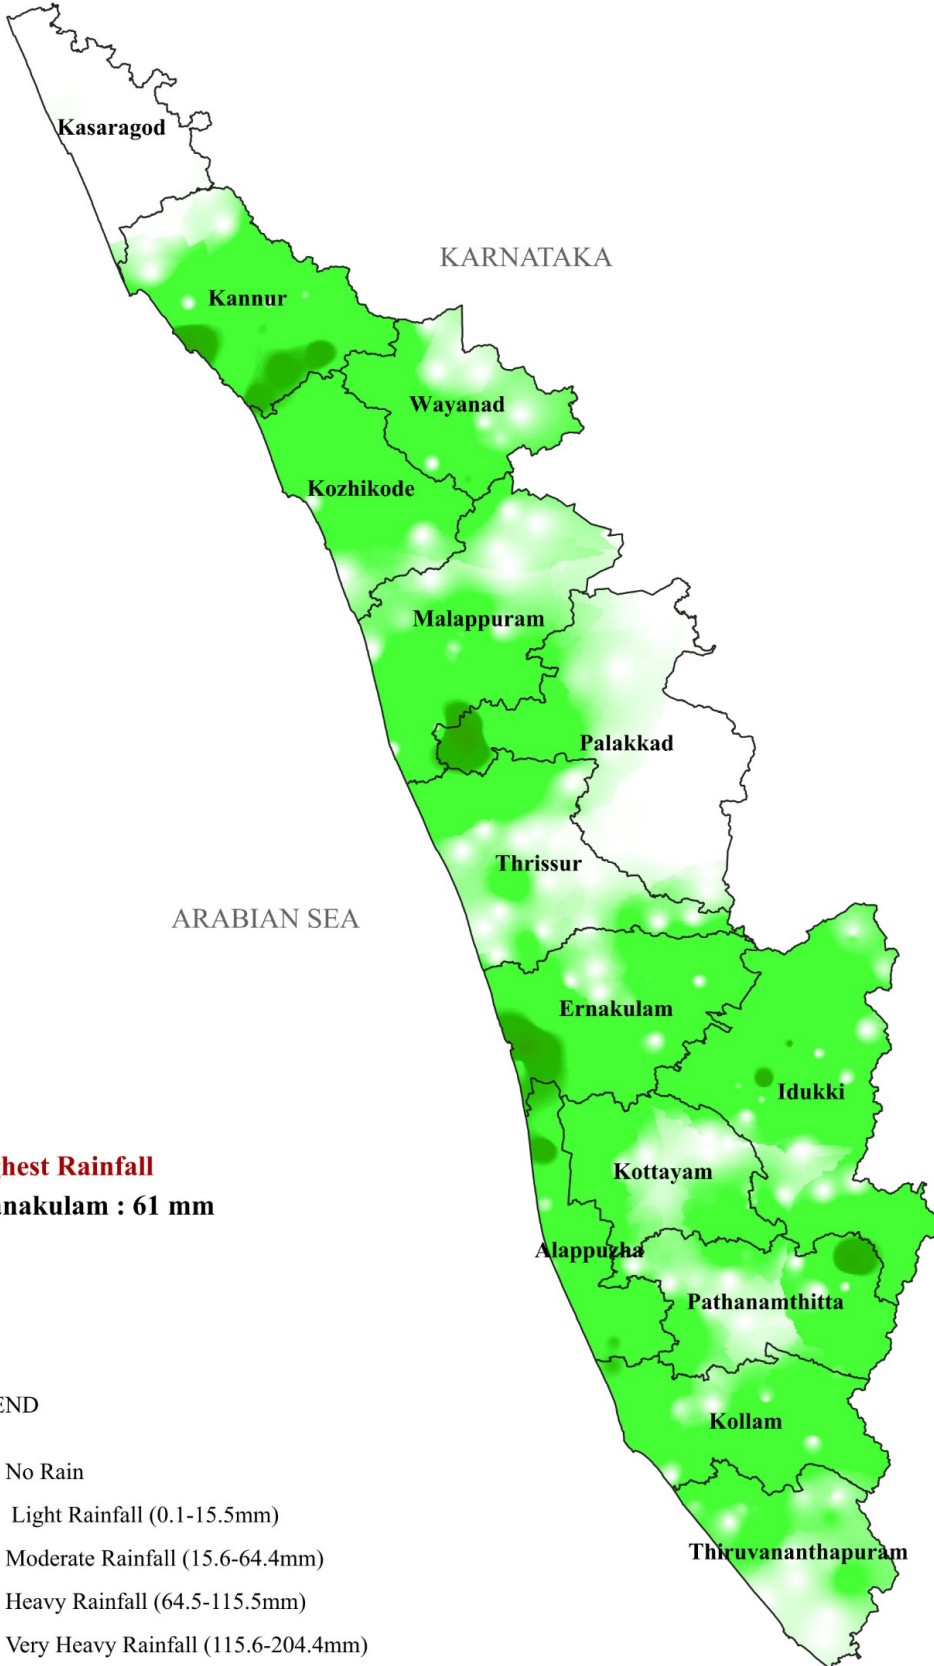 Kasaragod
KARNATAKA
Kannur
Wayanad
Kozhikode
Malappuram
Palakkad
Thrissur
ARABIAN SEA
Ernakulam
Idukki
ghest Rainfall
Kottayam
nakulam : 61 mm
Alappuzha
Pathanamthitta
END
Kollam
No Rain
Light Rainfall (0.1-15.5mm)
Thiruvananthapuram
Moderate Rainfall (15.6-64.4mm)
Heavy Rainfall (64.5-115.5mm)
Very Heavy Rainfall (115.6-204.4mm)